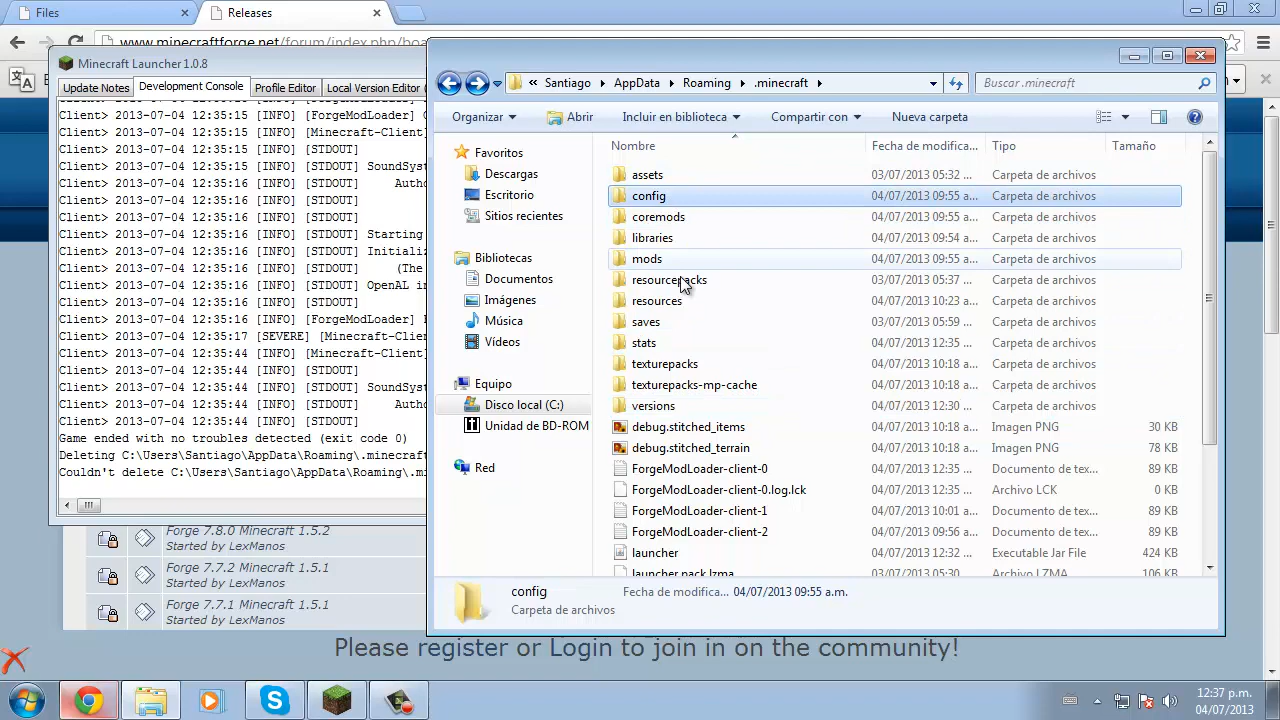 Files
Releases
www.minecraftforge.net/forum/index.php/boa
Minecraft Launcher 1.0.8
Update Notes
Development Console
Profile Editor
Local Version Editor (
Client> 2013-07-04 12:35:15 [INFO] [ForgeModLoader]
Client> 2013-07-04 12:35:15 [INFO] [Minecraft-Client]
Client> 2013-07-04 12:35:15 [INFO] [STDOUT]
Client> 2013-07-04 12:35:15 [INFO] [STDOUT] SoundSys
Client> 2013-07-04 12:35:16 [INFO] [STDOUT] Autho
Client> 2013-07-04 12:35:16 [INFO] [STDOUT]
Client> 2013-07-04 12:35:16 [INFO] [STDOUT]
Client> 2013-07-04 12:35:16 [INFO] [STDOUT] Starting
Client> 2013-07-04 12:35:16 [INFO] [STDOUT] Initializ
Client> 2013-07-04 12:35:16 [INFO] [STDOUT] (The
Client> 2013-07-04 12:35:16 [INFO] [STDOUT] OpenAL in
Client> 2013-07-04 12:35:16 [INFO] [STDOUT]
Client> 2013-07-04 12:35:16 [INFO] [ForgeModLoader]
Client> 2013-07-04 12:35:17 [SEVERE] [Minecraft-Clien
Client> 2013-07-04 12:35:44 [INFO] [Minecraft-Client]
Client> 2013-07-04 12:35:44 [INFO] [STDOUT]
Client> 2013-07-04 12:35:44 [INFO] [STDOUT] SoundSys
Client> 2013-07-04 12:35:44 [INFO] [STDOUT] Autho
Client> 2013-07-04 12:35:44 [INFO] [STDOUT]
Game ended with no troubles detected (exit code 0)
Deleting C:\Users\Santiago\AppData\Roaming\.minecraft
Couldn't delete C:\Users\Santiago\AppData\Roaming\.mi
Forge 7.8.0 Minecraft 1.5.2
Started by LexManos
Forge 7.7.2 Minecraft 1.5.1
Started by LexManos
Forge 7.7.1 Minecraft 1.5.1
Started by LexManos
Please register or Login to join in on the community!
« Santiago AppData Roaming .minecraft
Buscar .minecraft
Organizar
Abrir
Incluir en biblioteca
Compartir con
Nueva carpeta
Favoritos
Descargas
Escritorio
Sitios recientes
Bibliotecas
Documentos
Imágenes
Música
Vídeos
Equipo
Disco local (C:)
Unidad de BD-ROM
Red
Nombre Fecha de modifica... Tipo Tamaño
assets 03/07/2013 05:32 ... Carpeta de archivos
config 04/07/2013 09:55 a... Carpeta de archivos
coremods 04/07/2013 09:55 a... Carpeta de archivos
libraries 04/07/2013 09:54 a... Carpeta de archivos
mods 04/07/2013 09:55 a... Carpeta de archivos
resourcepacks 03/07/2013 05:37 ... Carpeta de archivos
resources 04/07/2013 10:23 a... Carpeta de archivos
saves 03/07/2013 05:59 ... Carpeta de archivos
stats 04/07/2013 12:35 ... Carpeta de archivos
texturepacks 04/07/2013 10:18 a... Carpeta de archivos
texturepacks-mp-cache 04/07/2013 10:18 a... Carpeta de archivos
versions 04/07/2013 12:30 ... Carpeta de archivos
debug.stitched_items 04/07/2013 10:18 a... Imagen PNG 30 KB
debug.stitched_terrain 04/07/2013 10:18 a... Imagen PNG 78 KB
ForgeModLoader-client-0 04/07/2013 12:35 ... Documento de tex... 89 KB
ForgeModLoader-client-0.log.lck 04/07/2013 12:35 ... Archivo LCK 0 KB
ForgeModLoader-client-1 04/07/2013 10:01 a... Documento de tex... 89 KB
ForgeModLoader-client-2 04/07/2013 09:56 a... Documento de tex... 89 KB
launcher 04/07/2013 12:32 ... Executable Jar File 424 KB
launcher.pack.lzma 03/07/2013 05:30 ... Archivo LZMA 106 KB
config Fecha de modifica... 04/07/2013 09:55 a.m.
Carpeta de archivos
12:37 p.m.
04/07/2013